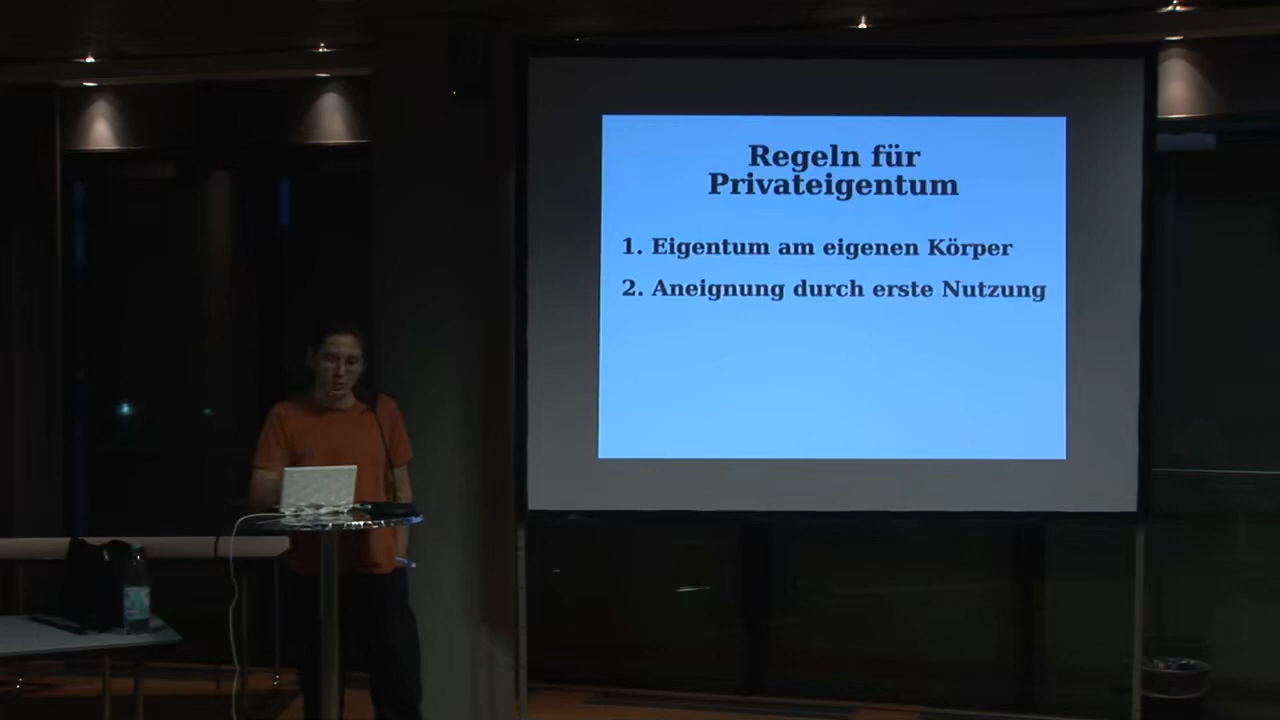 Regeln für
Privateigentum
1. Eigentum am eigenen Körper
2. Aneignung durch erste Nutzung